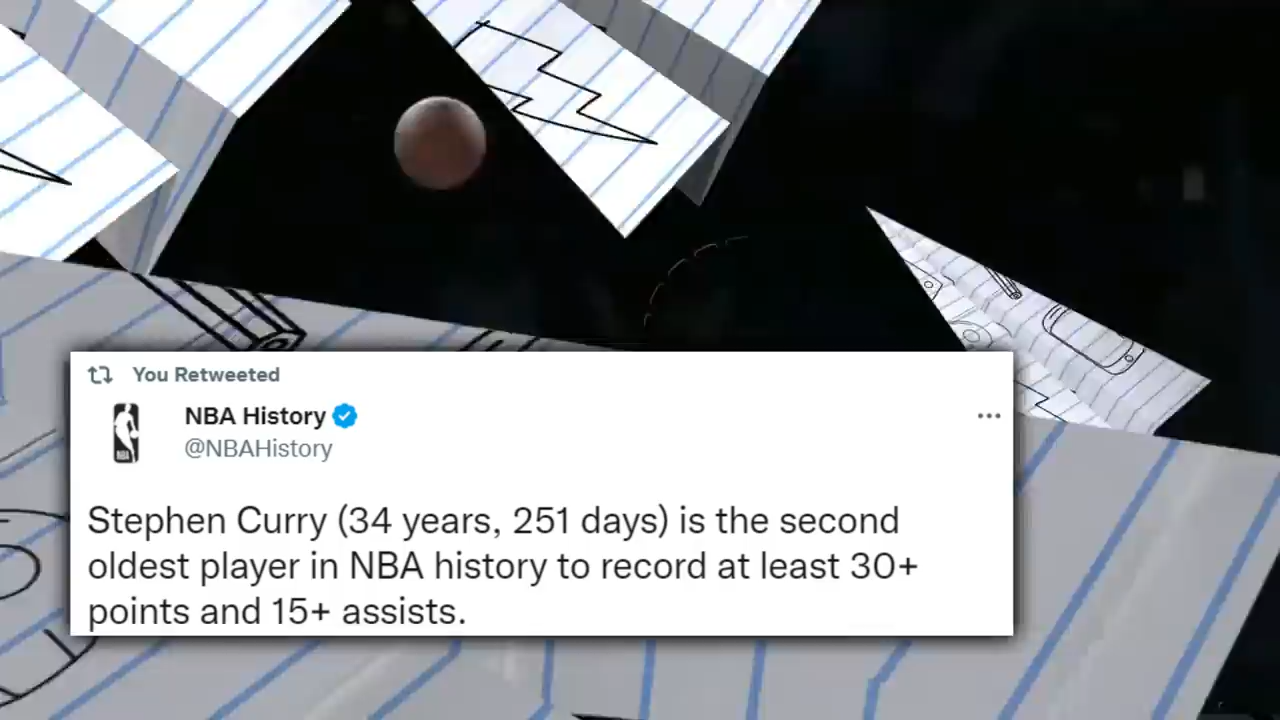 You Retweeted
NBA History
@NBAHistory
Stephen Curry (34 years, 251 days) is the second
oldest player in NBA history to record at least 30+
points and 15+ assists.
NBA